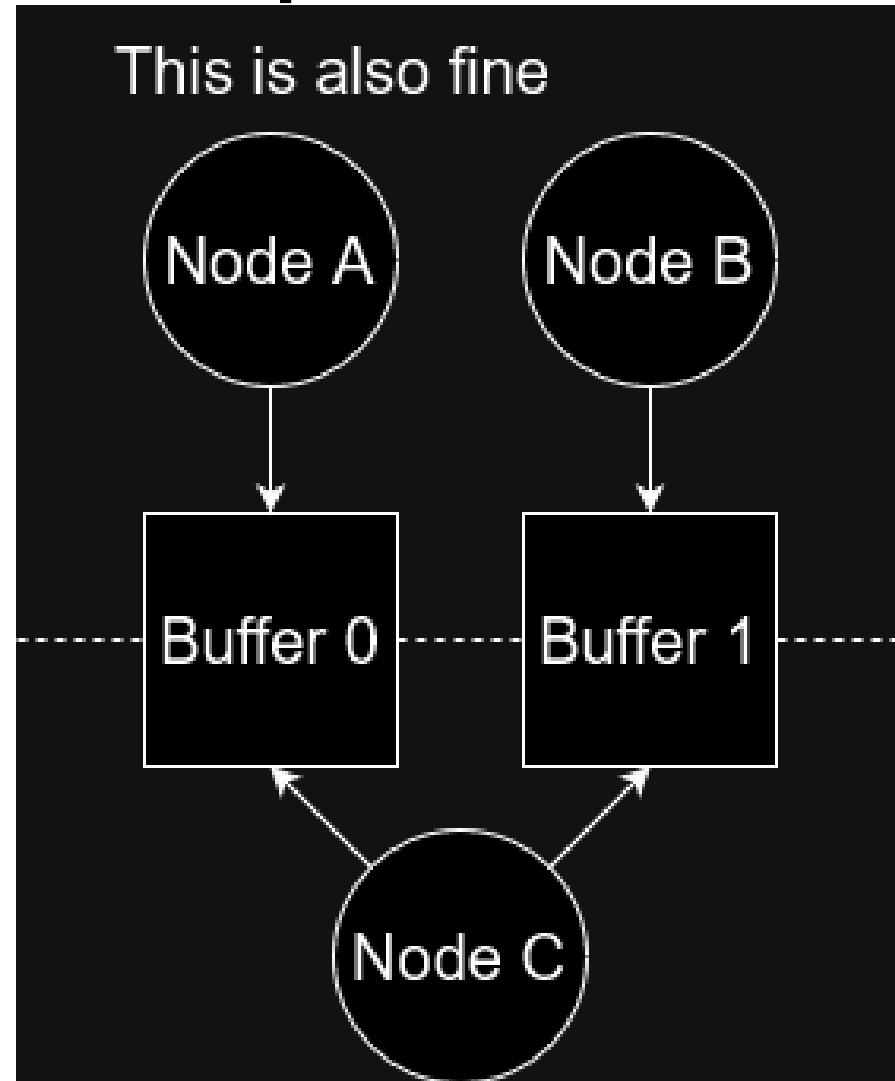 This is also fine
Node A
Node B
Buffer 0
Buffer 1
Node C